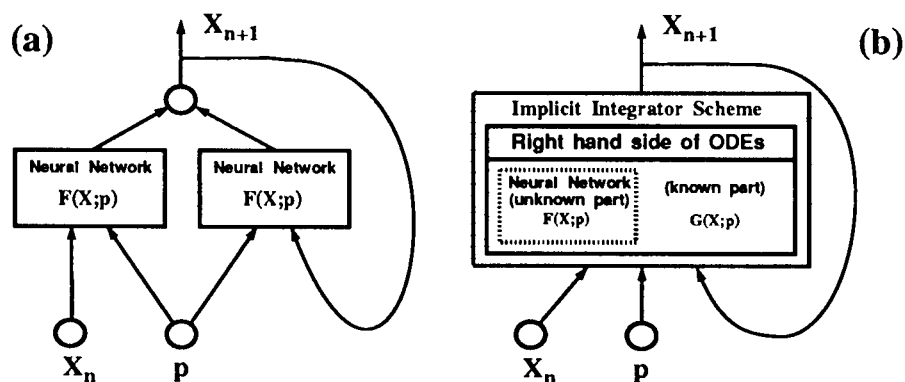 (a)
X_{n+1}
Neural Network
F(X;p)
Neural Network
F(X;p)
X_n
p
(b)
X_{n+1}
Implicit Integrator Scheme
Right hand side of ODEs
Neural Network
(unknown part)
F(X;p)
(known part)
G(X;p)
X_n
p